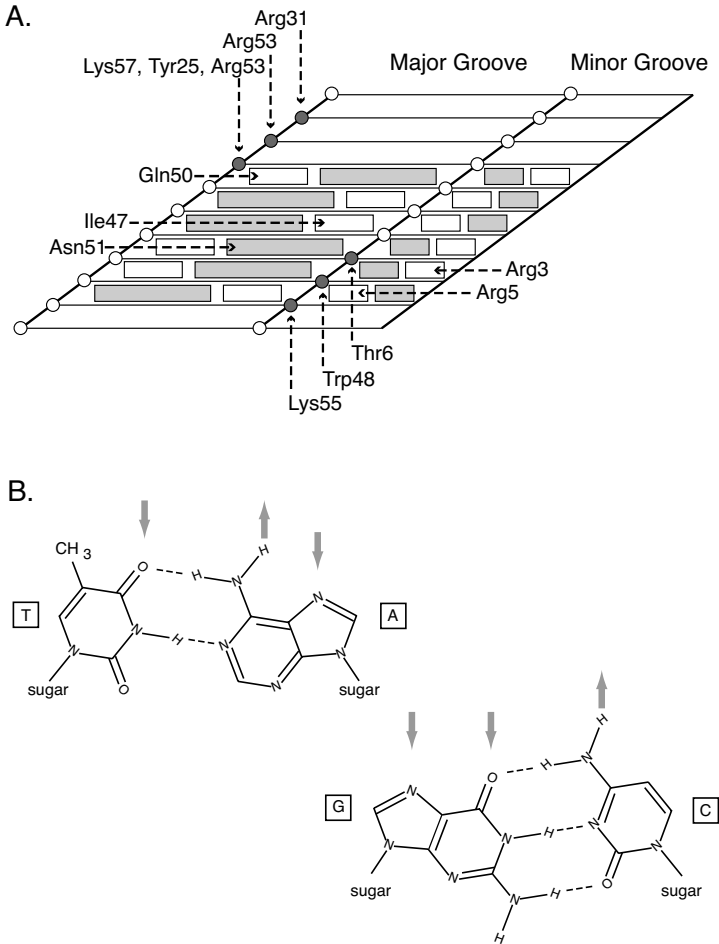 A.
Arg31
Arg53
Lys57, Tyr25, Arg53
Major Groove
Minor Groove
Gln50
Ile47
Asn51
Arg3
Arg5
Thr6
Trp48
Lys55
B.
CH 3
O
H
N
H
N
T
A
N
H
N
N
N
N
sugar
O
sugar
H
O
H
N
N
G
C
N
H
N
N
N
N
sugar
N
H
O
sugar
H